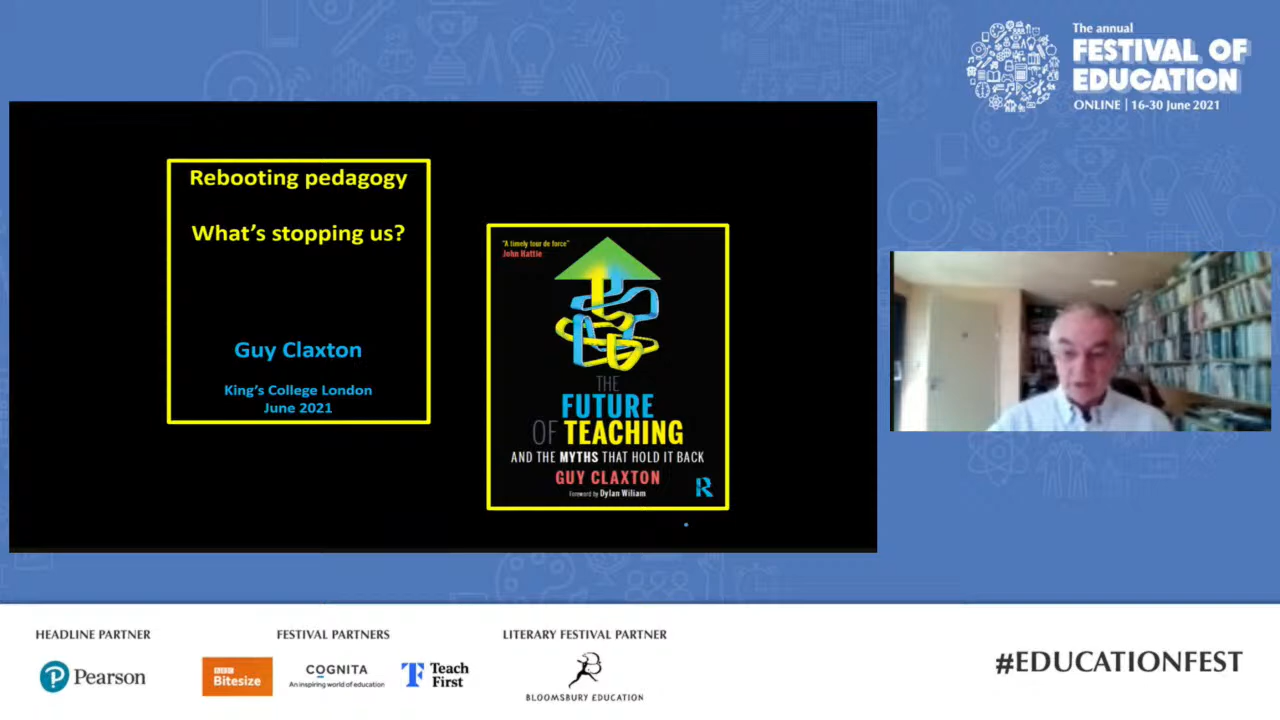 The annual
FESTIVAL OF
EDUCATION
ONLINE | 16-30 June 2021
Rebooting pedagogy
What's stopping us?
Guy Claxton
King's College London
June 2021
"A timely tour de force"
John Hattie
THE
FUTURE
OF TEACHING
AND THE MYTHS THAT HOLD IT BACK
GUY CLAXTON
Foreword by Dylan Wiliam
R
HEADLINE PARTNER
FESTIVAL PARTNERS
LITERARY FESTIVAL PARTNER
#EDUCATIONFEST
P Pearson
BBC
Bitesize
COGNITA
An inspiring world of education
Teach
First
B
BLOOMSBURY EDUCATION